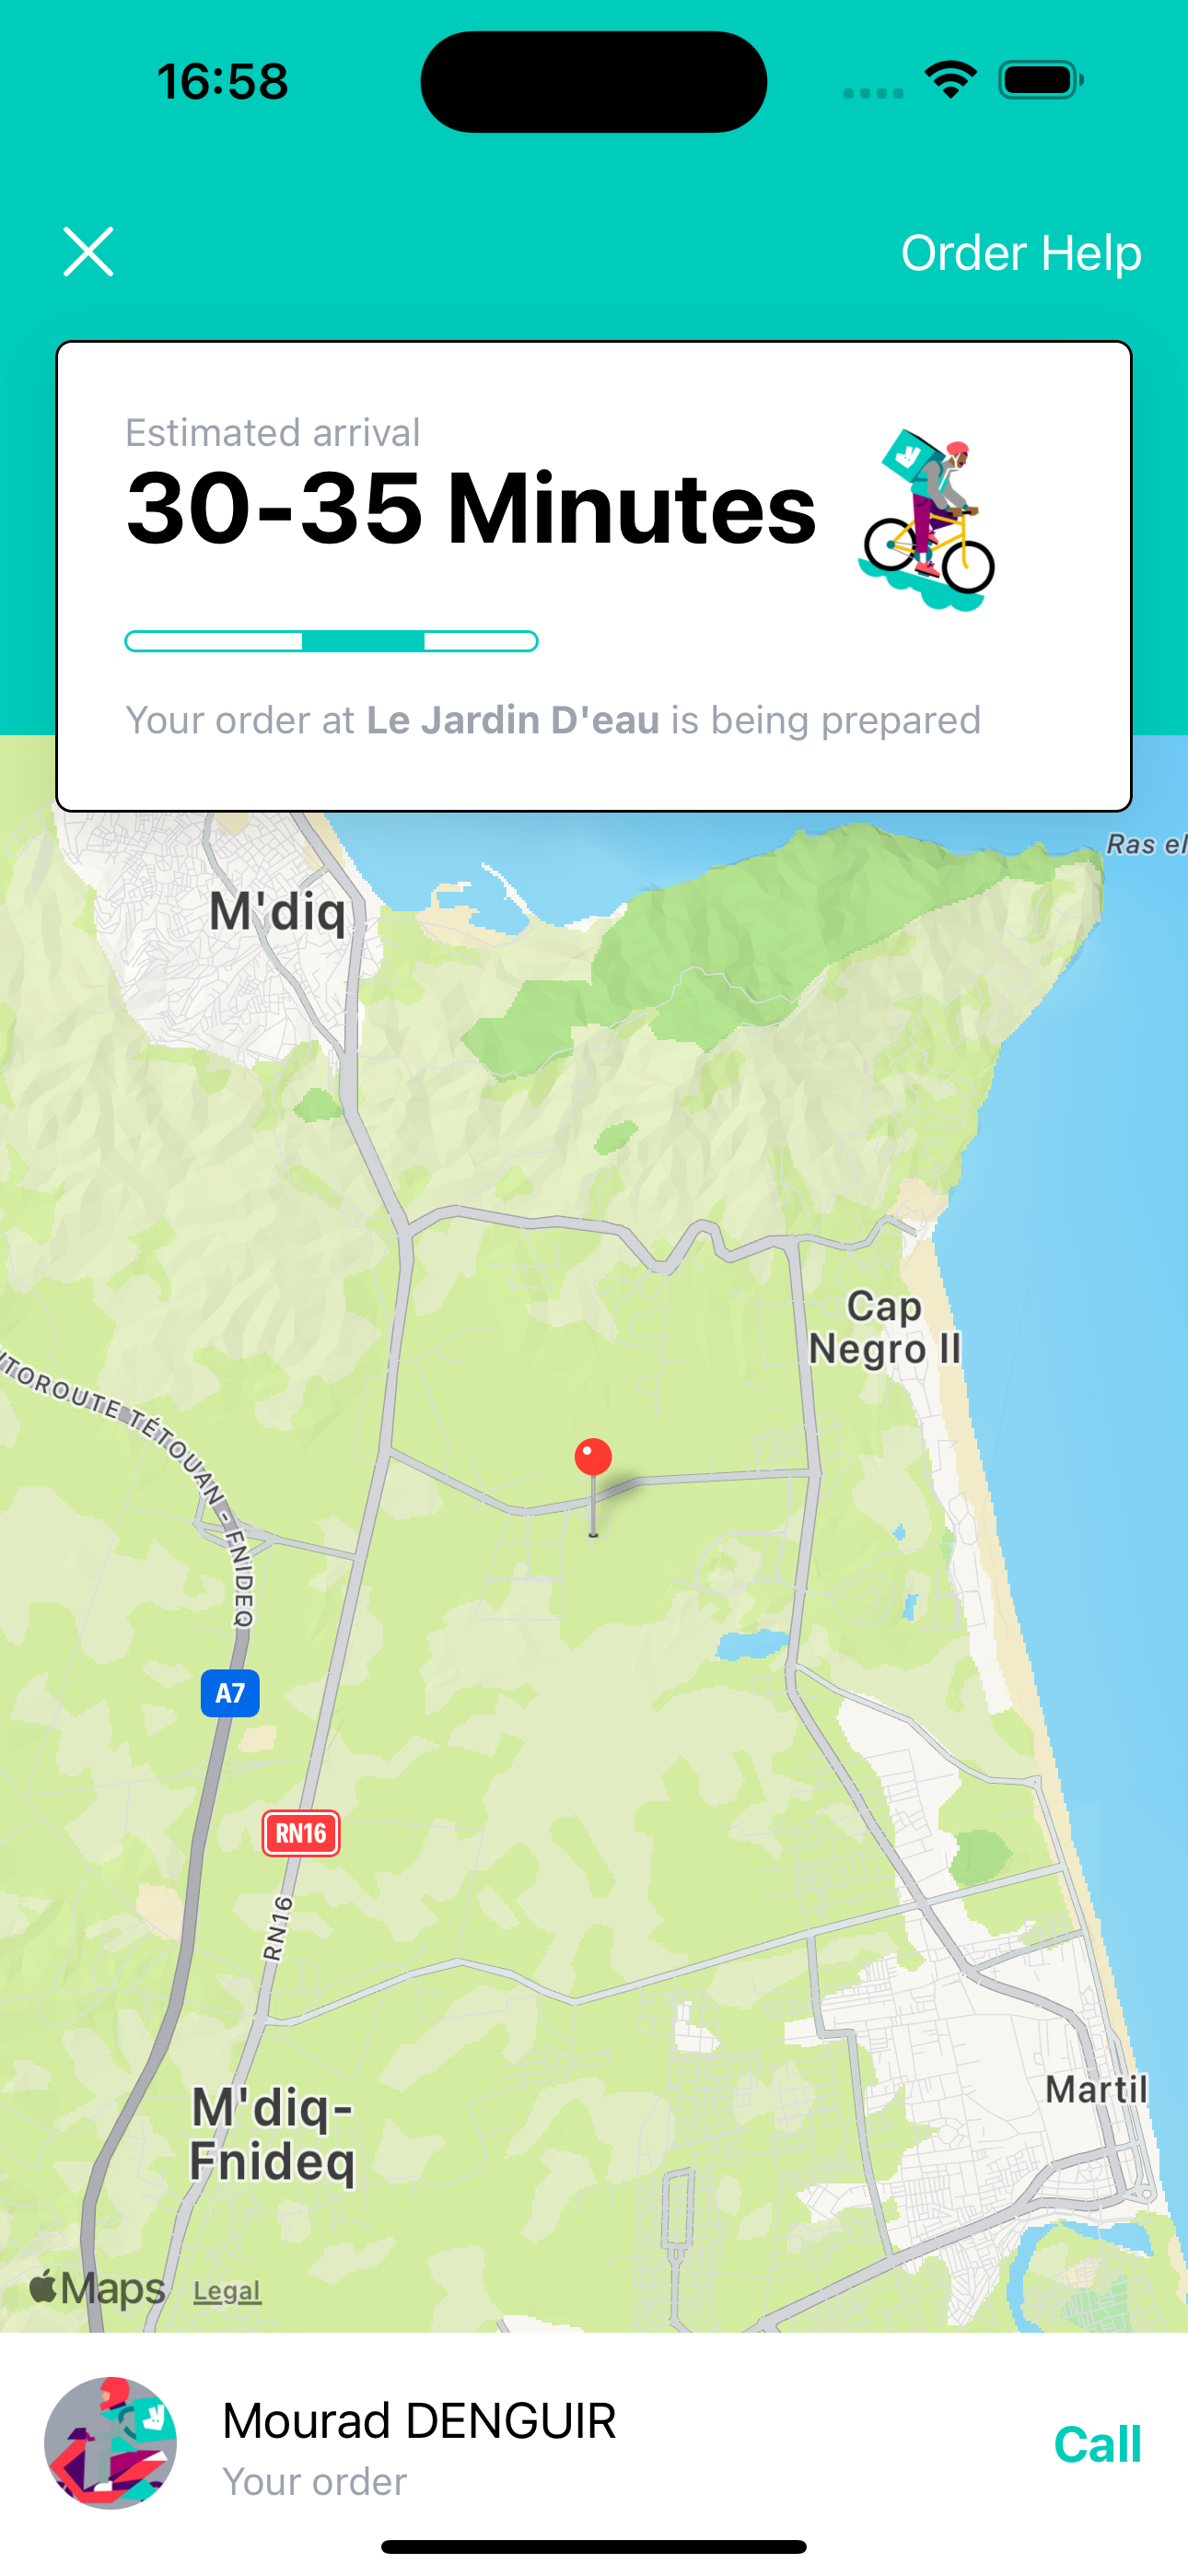 16:58
Order Help
Estimated arrival
30-35 Minutes
Your order at Le Jardin D'eau is being prepared
Ras el
M'diq
Cap
Negro II
TOROUTE TÉTOUAN - FNIDEQ
A7
RN16
RN16
M'diq-
Fnideq
Martil
Maps
Legal
Mourad DENGUIR
Your order
Call